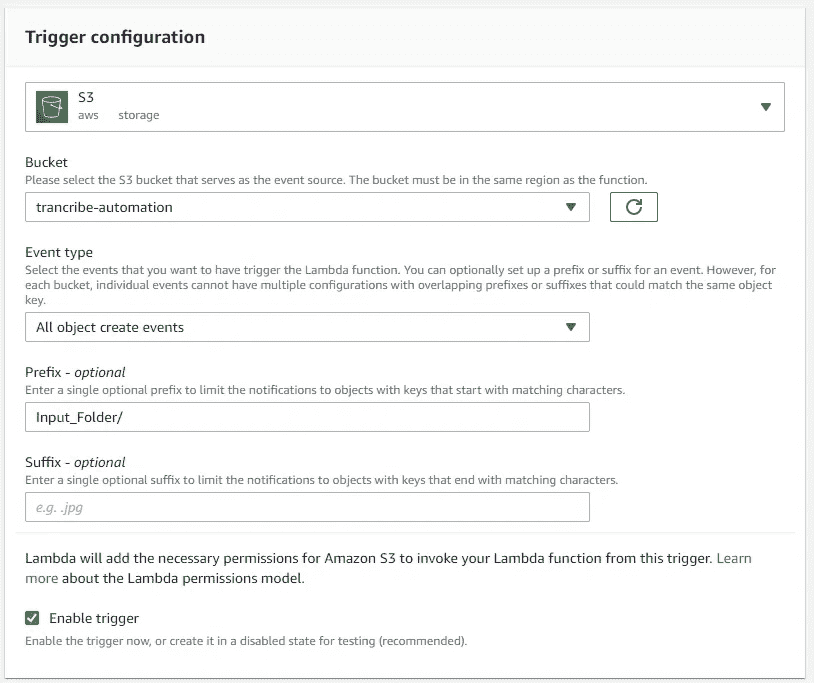 Trigger configuration
S3
aws storage
Bucket
Please select the S3 bucket that serves as the event source. The bucket must be in the same region as the function.
trancribe-automation
Event type
Select the events that you want to have trigger the Lambda function. You can optionally set up a prefix or suffix for an event. However, for
each bucket, individual events cannot have multiple configurations with overlapping prefixes or suffixes that could match the same object
key.
All object create events
Prefix - optional
Enter a single optional prefix to limit the notifications to objects with keys that start with matching characters.
Input_Folder/
Suffix - optional
Enter a single optional suffix to limit the notifications to objects with keys that end with matching characters.
e.g. .jpg
Lambda will add the necessary permissions for Amazon S3 to invoke your Lambda function from this trigger. Learn
more about the Lambda permissions model.
Enable trigger
Enable the trigger now, or create it in a disabled state for testing (recommended).